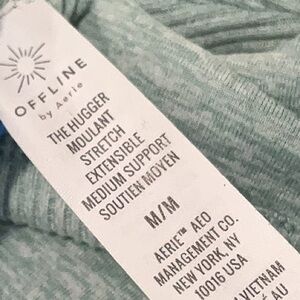 OFFLINE
by Aerie
THE HUGGER
MOULANT
STRETCH
EXTENSIBLE
MEDIUM SUPPORT
SOUTIEN MOYEN
M/M
AERIE™ AEO
MANAGEMENT CO.
NEW YORK, NY
10016 USA
VIETNAM
AU